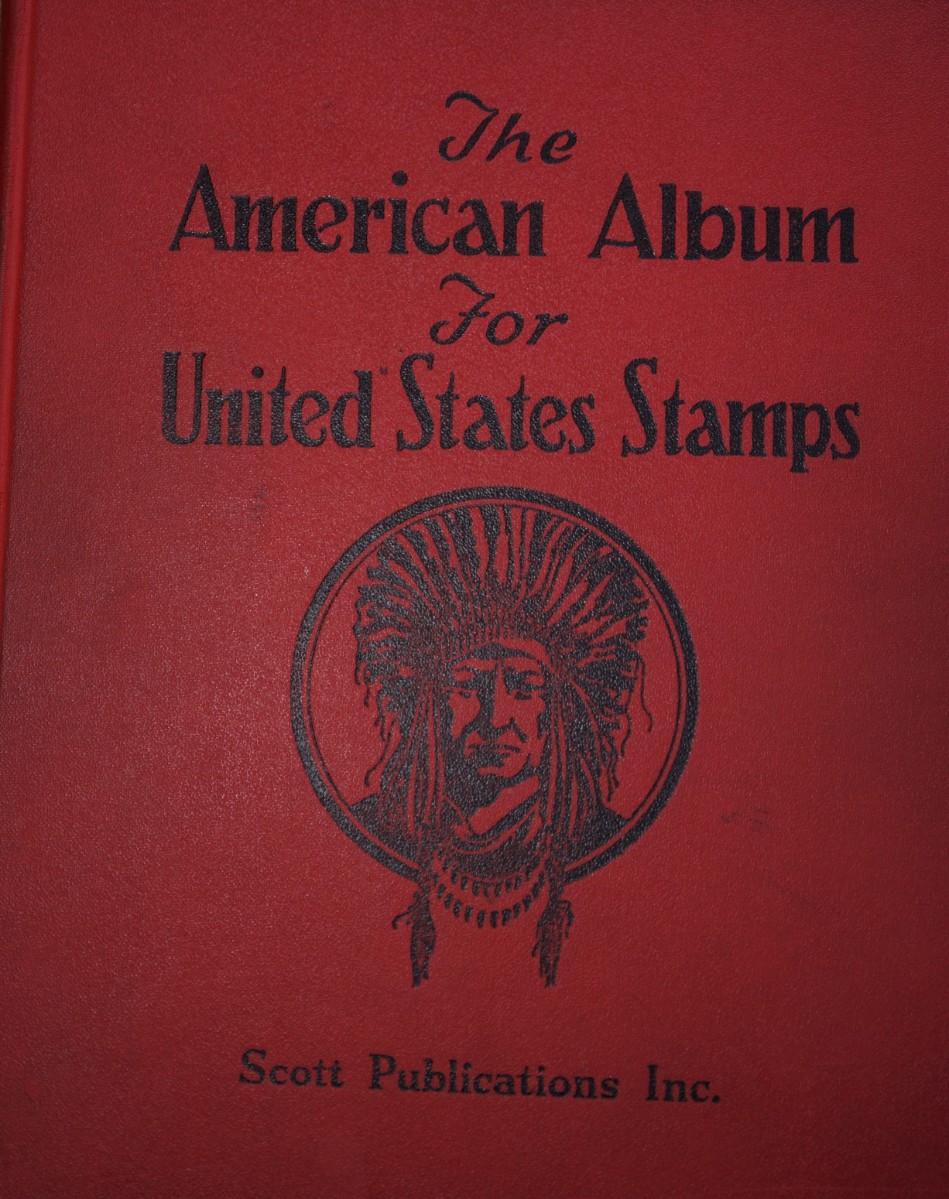 The
American Album
For
United States Stamps
Scott Publications Inc.